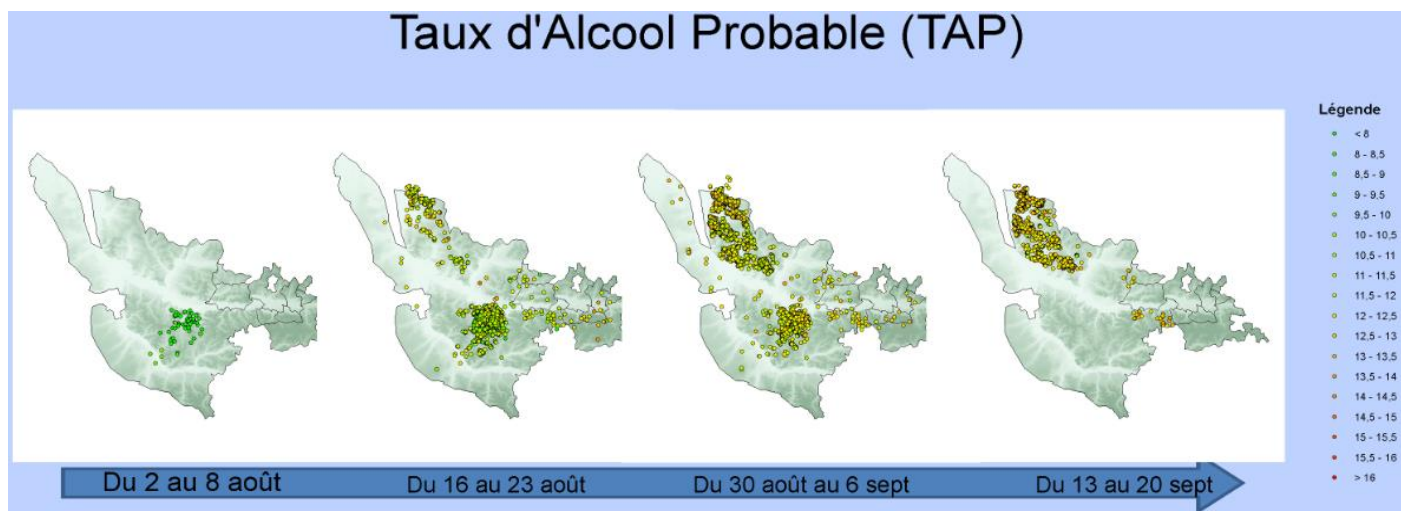 Taux d'Alcool Probable (TAP)
Légende
< 8
8 - 8,5
8,5 - 9
9 - 9,5
9,5 - 10
10 - 10,5
10,5 - 11
11 - 11,5
11,5 - 12
12 - 12,5
12,5 - 13
13 - 13,5
13,5 - 14
14 - 14,5
14,5 - 15
15 - 15,5
15,5 - 16
> 16
Du 2 au 8 août
Du 16 au 23 août
Du 30 août au 6 sept
Du 13 au 20 sept